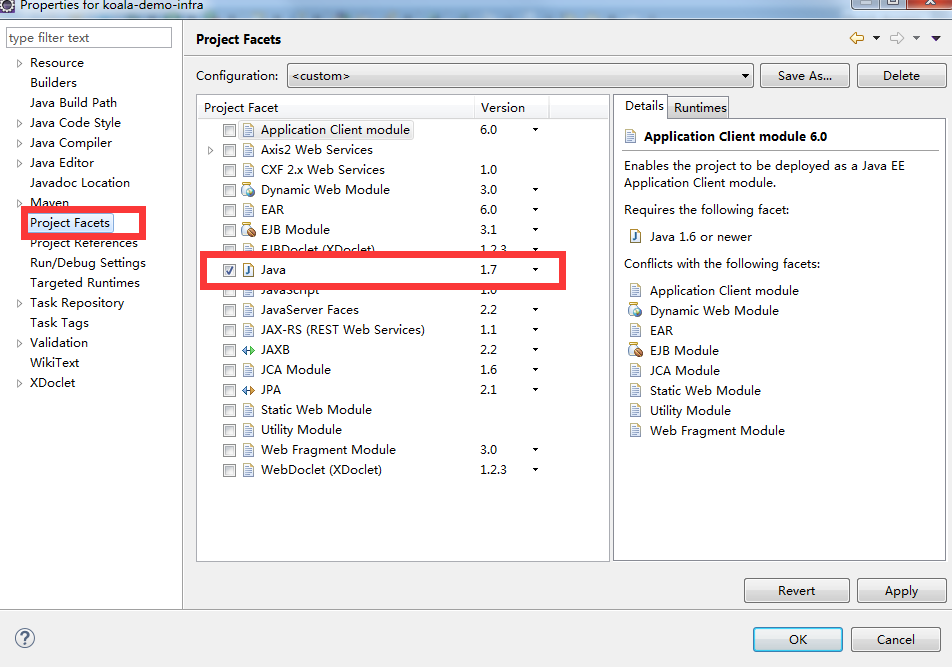 Properties for koala-demo-infra
type filter text
Resource
Builders
Java Build Path
Java Code Style
Java Compiler
Java Editor
Javadoc Location
Maven
Project Facets
Project References
Run/Debug Settings
Targeted Runtimes
Task Repository
Task Tags
Validation
WikiText
XDoclet
Project Facets
Configuration: <custom> Save As... Delete
Project Facet Version
Application Client module 6.0
Axis2 Web Services
CXF 2.x Web Services 1.0
Dynamic Web Module 3.0
EAR 6.0
EJB Module 3.1
EJBDoclet (XDoclet) 1.2.3
Java 1.7
JavaScript 1.0
JavaServer Faces 2.2
JAX-RS (REST Web Services) 1.1
JAXB 2.2
JCA Module 1.6
JPA 2.1
Static Web Module
Utility Module
Web Fragment Module 3.0
WebDoclet (XDoclet) 1.2.3
Details Runtimes
Application Client module 6.0
Enables the project to be deployed as a Java EE
Application Client module.
Requires the following facet:
Java 1.6 or newer
Conflicts with the following facets:
Application Client module
Dynamic Web Module
EAR
EJB Module
JCA Module
Static Web Module
Utility Module
Web Fragment Module
Revert Apply
OK Cancel